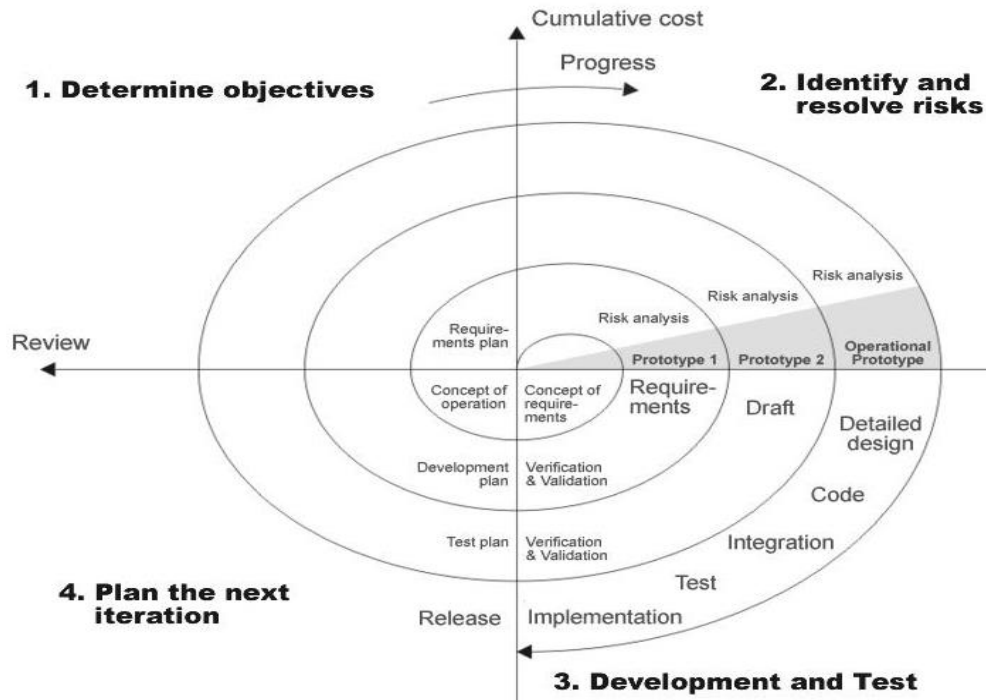 Cumulative cost
Progress
1. Determine objectives
2. Identify and
resolve risks
Risk analysis
Risk analysis
Risk analysis
Require-
ments plan
Review
Prototype 1
Prototype 2
Operational
Prototype
Concept of
operation
Concept of
require-
ments
Require-
ments
Draft
Detailed
design
Development
plan
Verification
& Validation
Code
Test plan
Verification
& Validation
Integration
Test
4. Plan the next
iteration
Release
Implementation
3. Development and Test